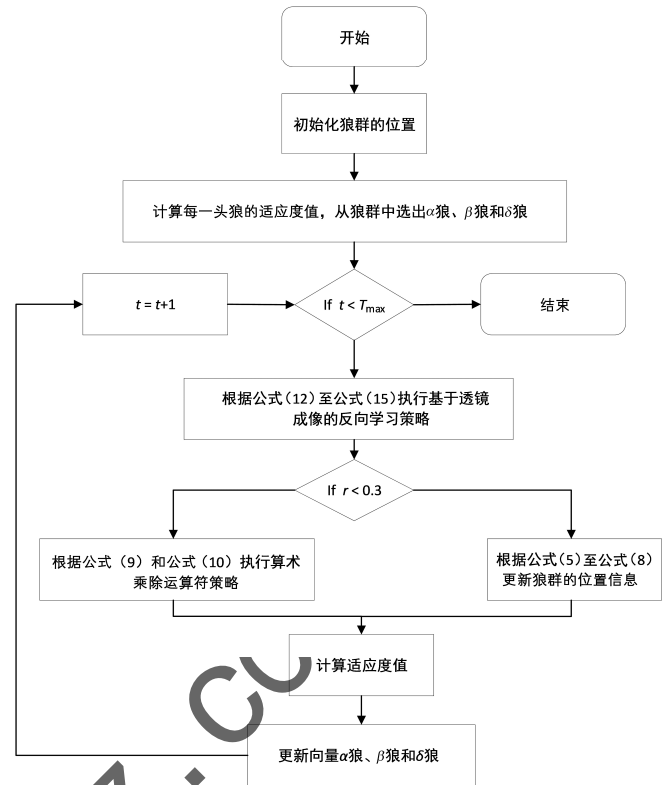 开始
初始化狼群的位置
计算每一头狼的适应度值，从狼群中选出α狼、β狼和δ狼
t = t+1
If t < Tmax
结束
根据公式（12）至公式（15）执行基于透镜
成像的反向学习策略
If r < 0.3
根据公式（9）和公式（10）执行算术
乘除运算符策略
根据公式(5)至公式(8)
更新狼群的位置信息
计算适应度值
更新向量α狼、β狼和δ狼